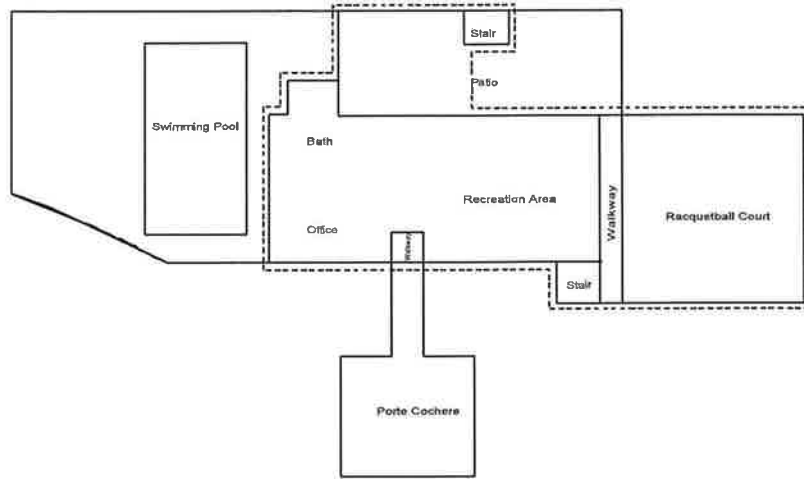 Stair
Patio
Swimming Pool
Bath
Recreation Area
Walkway
Racquetball Court
Office
Walkway
Stair
Porte Cochere